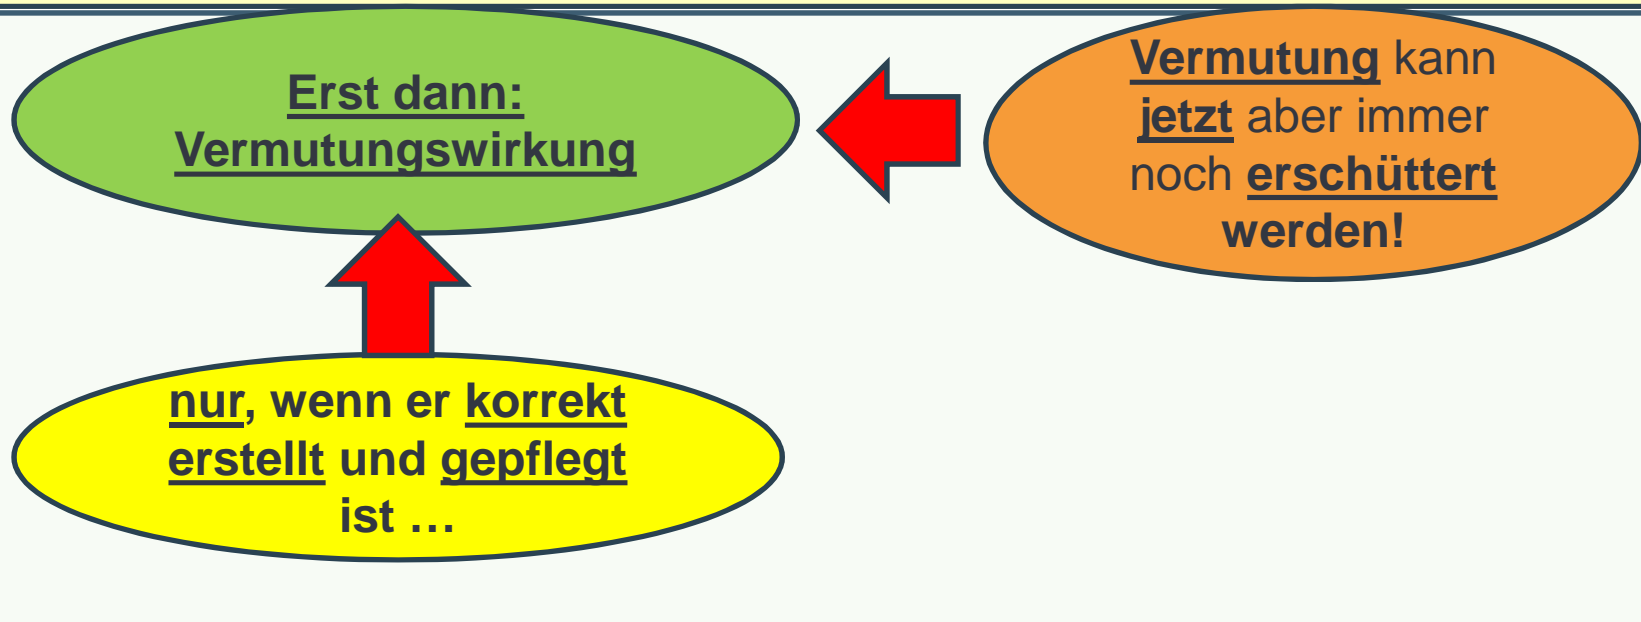 Erst dann:
Vermutungswirkung
Vermutung kann
jetzt aber immer
noch erschüttert
werden!
nur, wenn er korrekt
erstellt und gepflegt
ist …